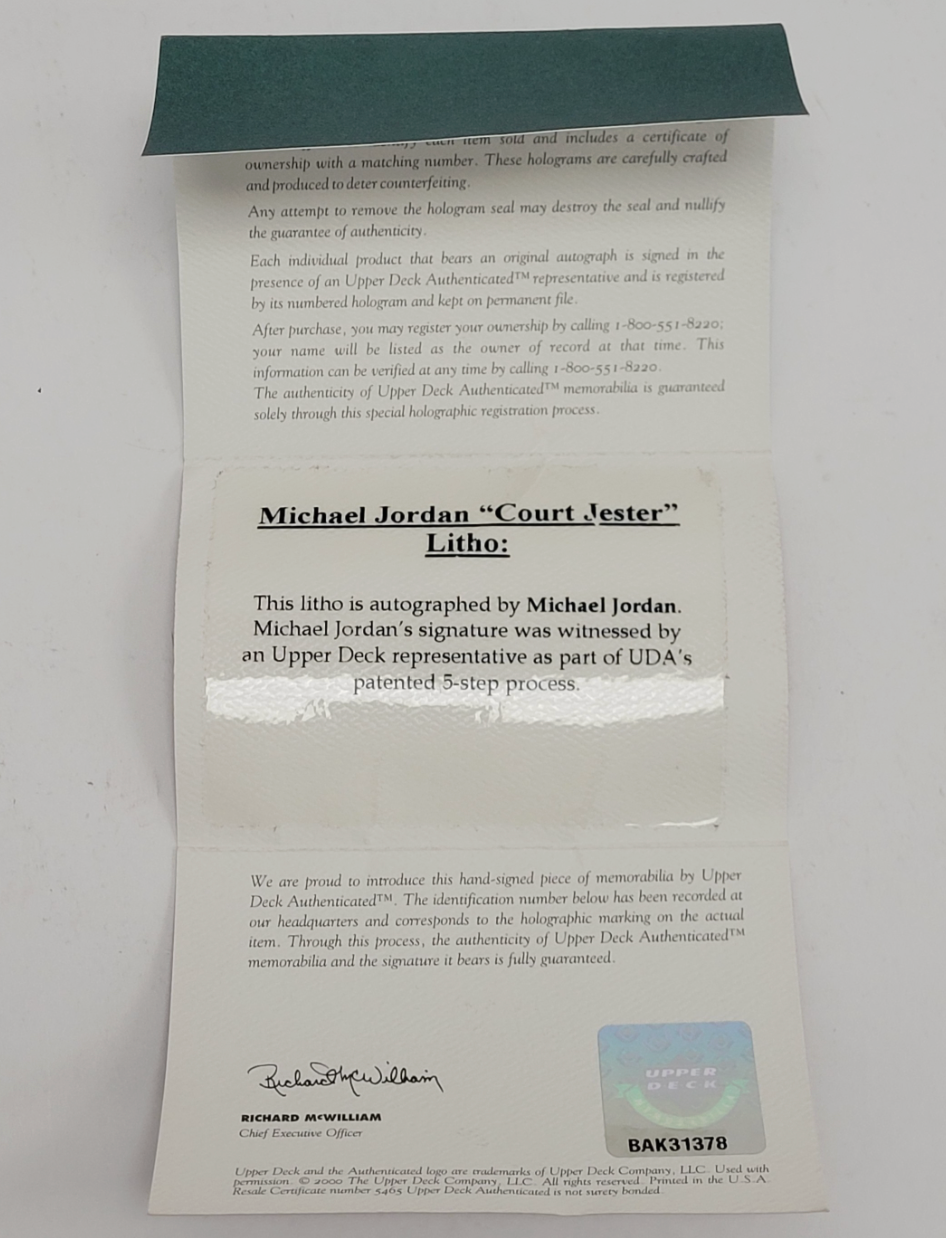 each item sold and includes a certificate of
ownership with a matching number. These holograms are carefully crafted
and produced to deter counterfeiting.
Any attempt to remove the hologram seal may destroy the seal and nullify
the guarantee of authenticity.
Each individual product that bears an original autograph is signed in the
presence of an Upper Deck Authenticated™ representative and is registered
by its numbered hologram and kept on permanent file.
After purchase, you may register your ownership by calling 1-800-551-8220;
your name will be listed as the owner of record at that time. This
information can be verified at any time by calling 1-800-551-8220.
The authenticity of Upper Deck Authenticated™ memorabilia is guaranteed
solely through this special holographic registration process.
Michael Jordan “Court Jester”
Litho:
This litho is autographed by Michael Jordan.
Michael Jordan's signature was witnessed by
an Upper Deck representative as part of UDA's
patented 5-step process.
We are proud to introduce this hand-signed piece of memorabilia by Upper
Deck Authenticated™. The identification number below has been recorded at
our headquarters and corresponds to the holographic marking on the actual
item. Through this process, the authenticity of Upper Deck Authenticated™
memorabilia and the signature it bears is fully guaranteed.
Richard McWilliam
RICHARD McWILLIAM
Chief Executive Officer
UPPER
DECK
BAK31378
Upper Deck and the Authenticated logo are trademarks of Upper Deck Company, LLC. Used with
permission. © 2000 The Upper Deck Company, LLC. All rights reserved. Printed in the U.S.A.
Resale Certificate number 5465 Upper Deck Authenticated is not surety bonded.